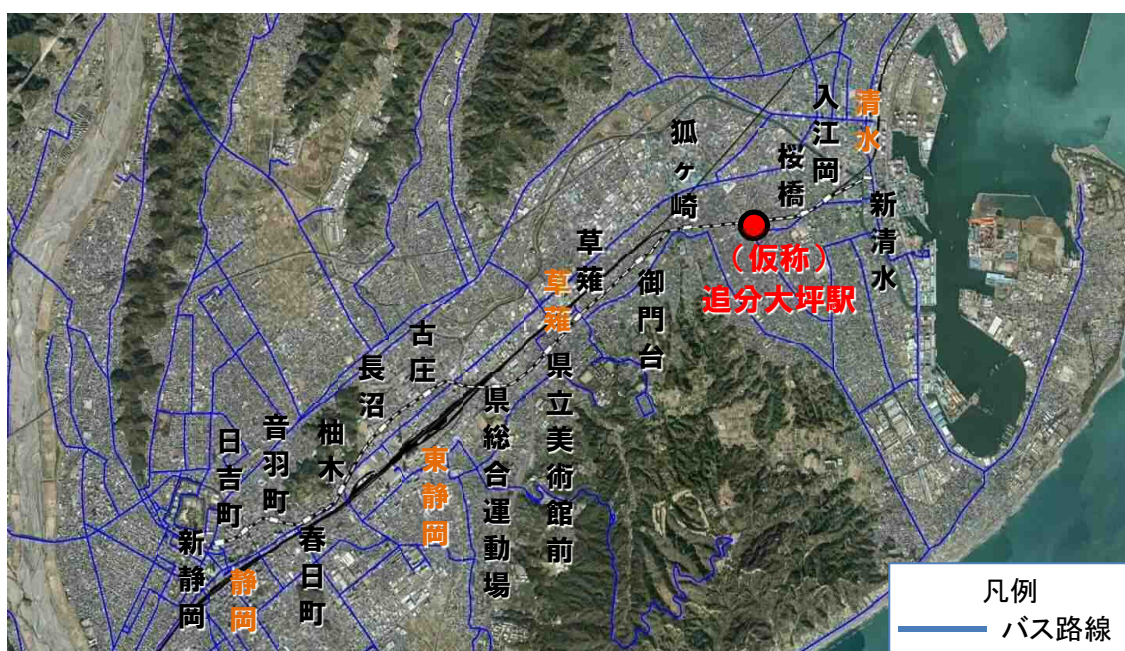 入江岡
清水
狐ヶ崎
桜橋
新清水
(仮称)
追分大坪駅
草薙
草薙
御門台
古庄
長沼
県立美術館前
県総合運動場
音羽町
柚木
日吉町
東静岡
新静岡
春日町
静岡
凡例
バス路線